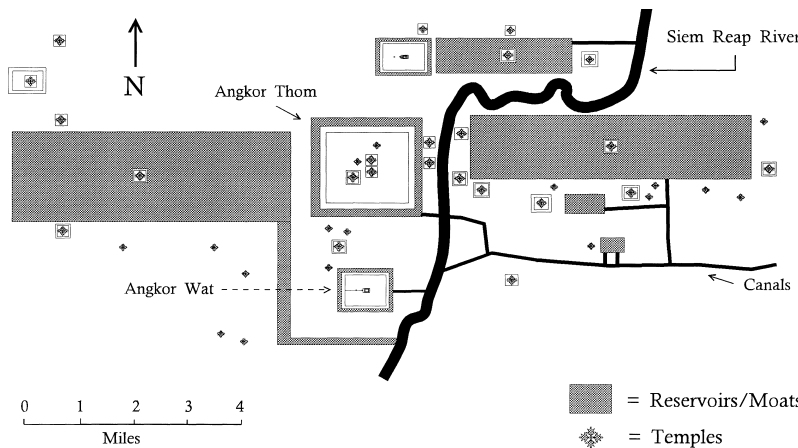 Siem Reap River
N
Angkor Thom
Angkor Wat
Canals
0 1 2 3 4
Miles
= Reservoirs/Moats
= Temples